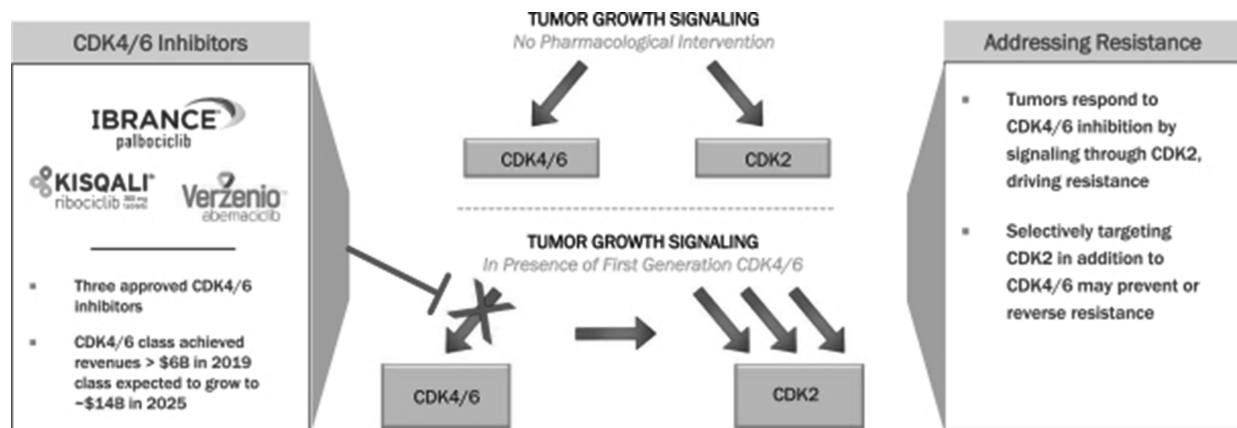 CDK4/6 Inhibitors
IBRANCE®
palbociclib
KISQALI®
ribociclib
Verzenio™
abemaciclib
▪ Three approved CDK4/6
inhibitors
▪ CDK4/6 class achieved
revenues > $6B in 2019
class expected to grow to
~$14B in 2025
TUMOR GROWTH SIGNALING
No Pharmacological Intervention
CDK4/6
CDK2
TUMOR GROWTH SIGNALING
In Presence of First Generation CDK4/6
CDK4/6
CDK2
Addressing Resistance
▪ Tumors respond to
CDK4/6 inhibition by
signaling through CDK2,
driving resistance
▪ Selectively targeting
CDK2 in addition to
CDK4/6 may prevent or
reverse resistance